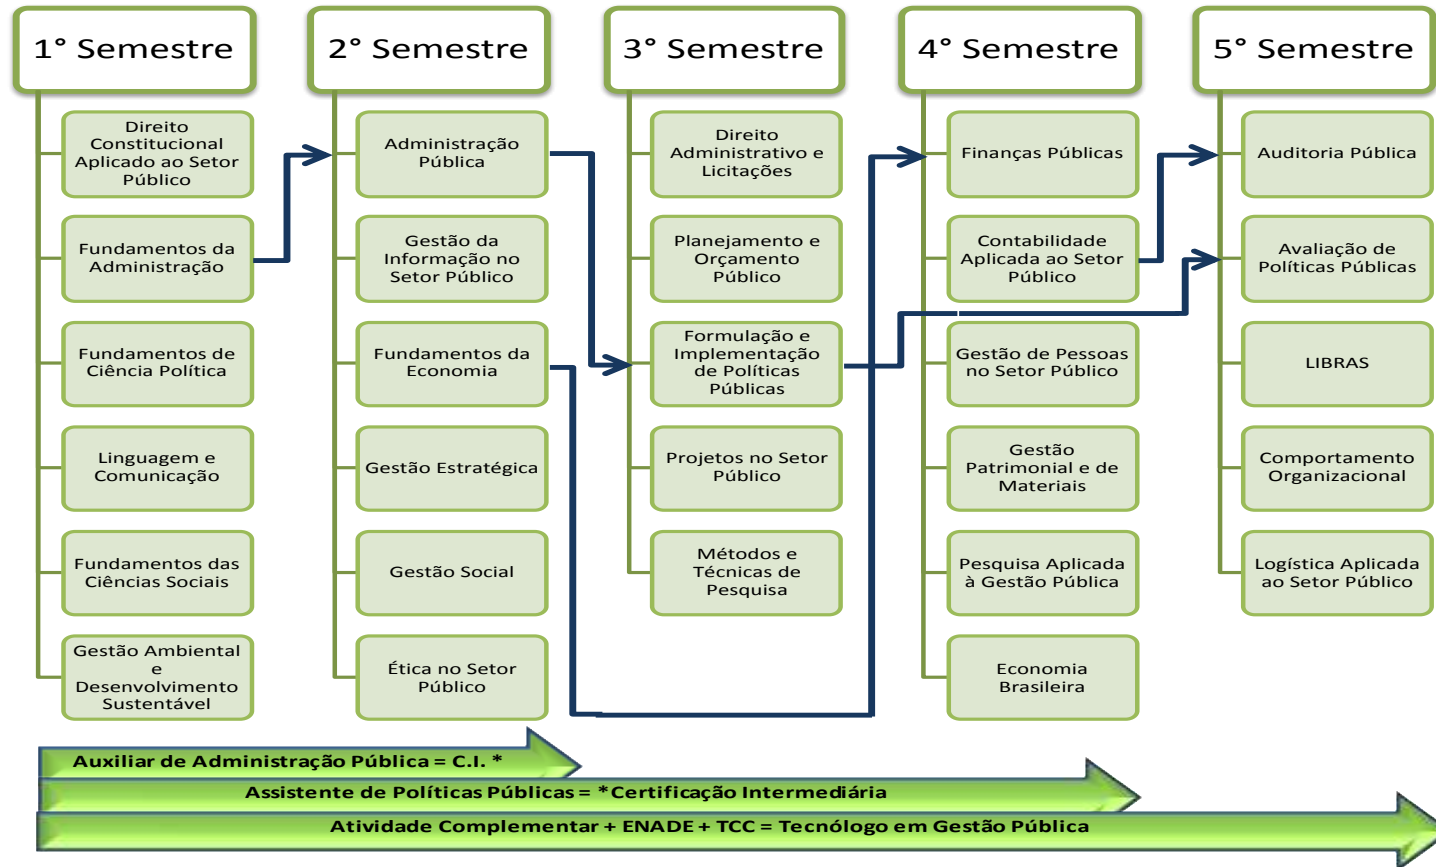 1° Semestre
Direito
Constitucional
Aplicado ao Setor
Público
Fundamentos da
Administração
Fundamentos de
Ciência Política
Linguagem e
Comunicação
Fundamentos das
Ciências Sociais
Gestão Ambiental
e
Desenvolvimento
Sustentável
2° Semestre
Administração
Pública
Gestão da
Informação no
Setor Público
Fundamentos da
Economia
Gestão Estratégica
Gestão Social
Ética no Setor
Público
3° Semestre
Direito
Administrativo e
Licitações
Planejamento e
Orçamento
Público
Formulação e
Implementação
de Políticas
Públicas
Projetos no Setor
Público
Métodos e
Técnicas de
Pesquisa
4° Semestre
Finanças Públicas
Contabilidade
Aplicada ao Setor
Público
Gestão de Pessoas
no Setor Público
Gestão
Patrimonial e de
Materiais
Pesquisa Aplicada
à Gestão Pública
Economia
Brasileira
5° Semestre
Auditoria Pública
Avaliação de
Políticas Públicas
LIBRAS
Comportamento
Organizacional
Logística Aplicada
ao Setor Público
Auxiliar de Administração Pública = C.I. *
Assistente de Políticas Públicas = *Certificação Intermediária
Atividade Complementar + ENADE + TCC = Tecnólogo em Gestão Pública